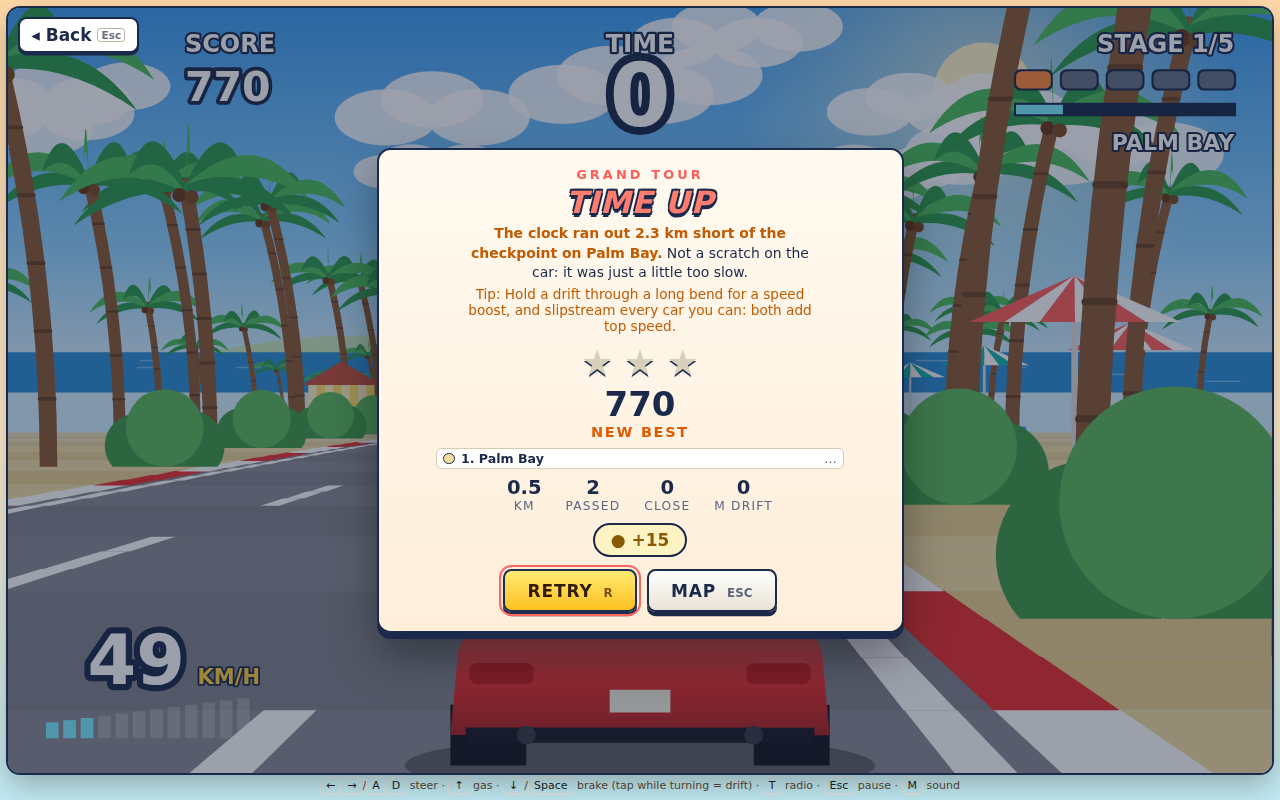 ◂ Back Esc
SCORE
770
TIME
0
STAGE 1/5
PALM BAY
GRAND TOUR
TIME UP
The clock ran out 2.3 km short of the
checkpoint on Palm Bay. Not a scratch on the
car: it was just a little too slow.
Tip: Hold a drift through a long bend for a speed
boost, and slipstream every car you can: both add
top speed.
770
NEW BEST
1. Palm Bay ...
0.5 2 0 0
KM PASSED CLOSE M DRIFT
+15
RETRY R MAP ESC
49 KM/H
← → / A D steer · ↑ gas · ↓ / Space brake (tap while turning = drift) · T radio · Esc pause · M sound